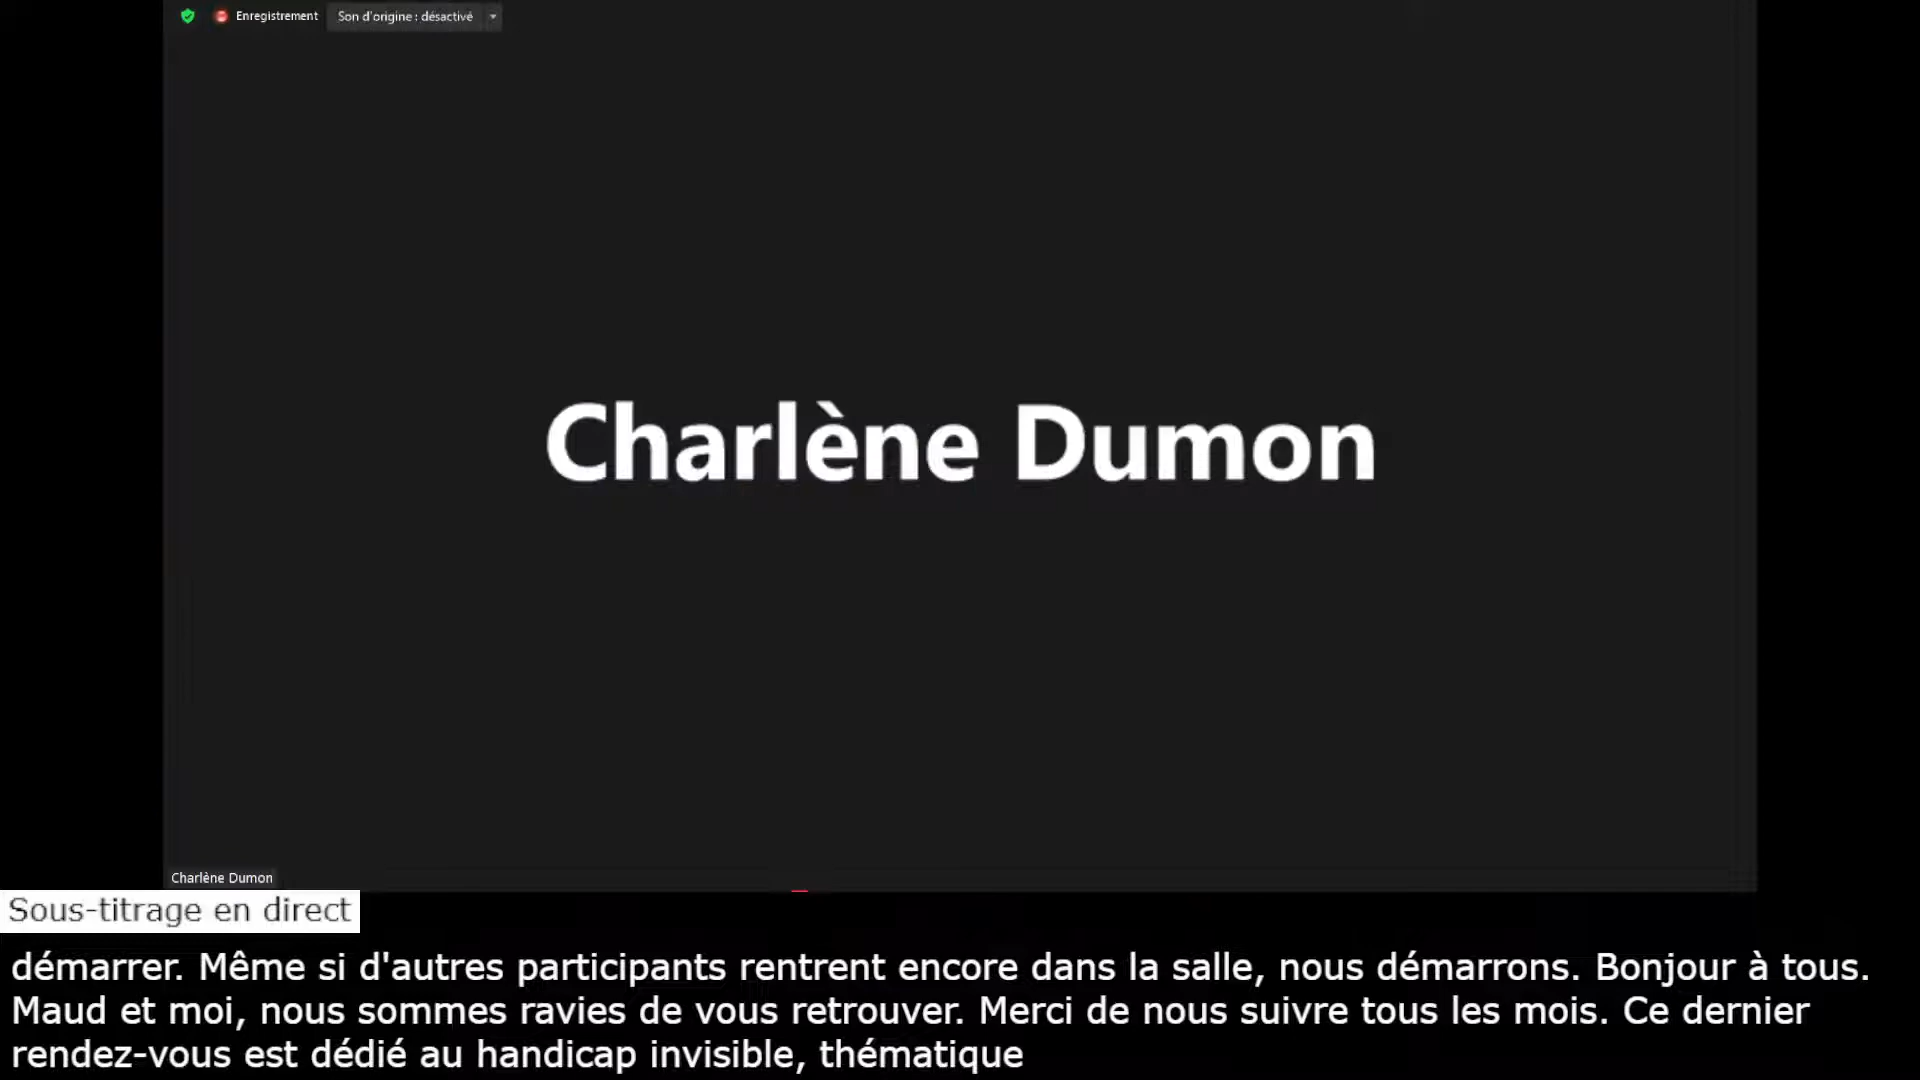 Enregistrement
Son d'origine : désactivé
Charlène Dumon
Charlène Dumon
Sous-titrage en direct
démarrer. Même si d'autres participants rentrent encore dans la salle, nous démarrons. Bonjour à tous.
Maud et moi, nous sommes ravies de vous retrouver. Merci de nous suivre tous les mois. Ce dernier
rendez-vous est dédié au handicap invisible, thématique